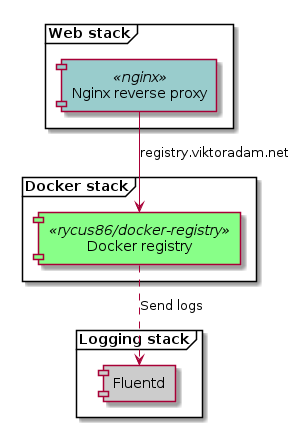 Web stack
«nginx»
Nginx reverse proxy
registry.viktoradam.net
Docker stack
«rycus86/docker-registry»
Docker registry
Send logs
Logging stack
Fluentd